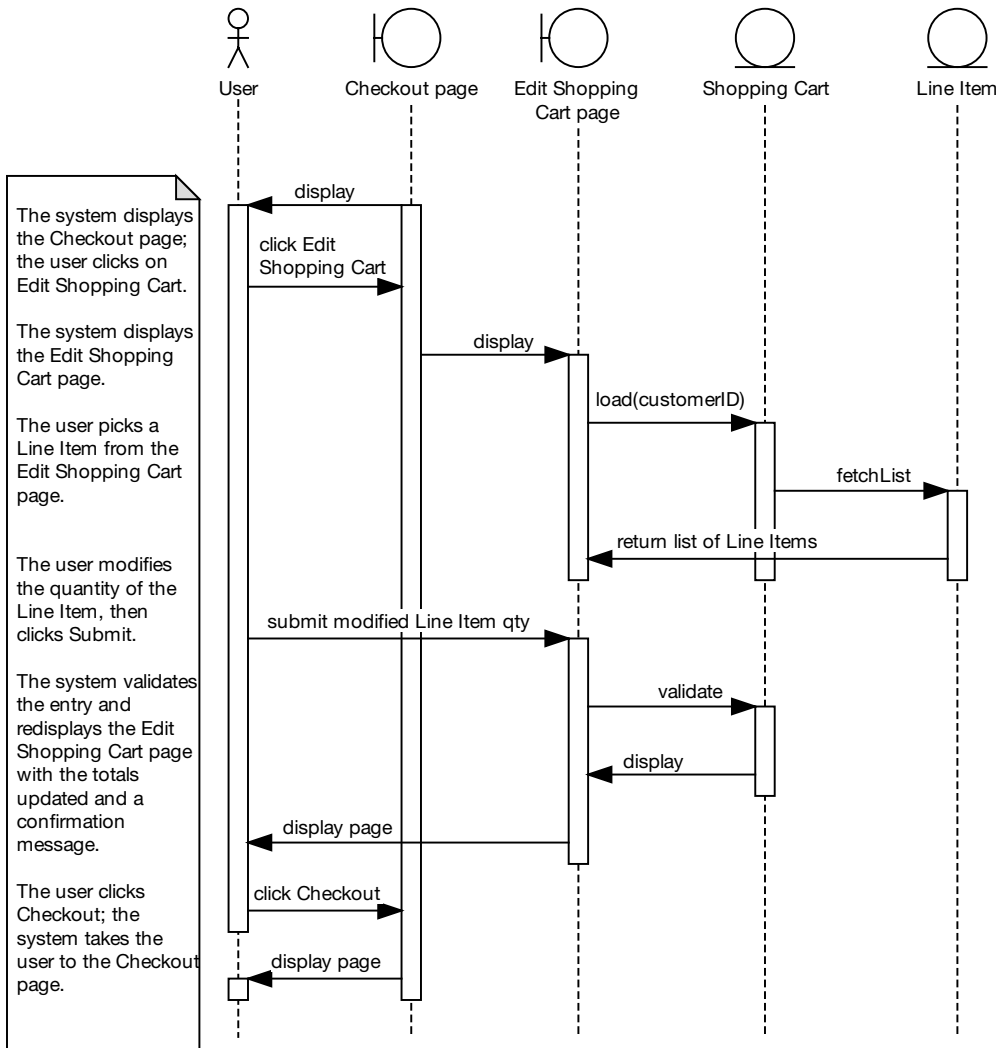 User
Checkout page
Edit Shopping
Cart page
Shopping Cart
Line Item
The system displays
the Checkout page;
the user clicks on
Edit Shopping Cart.
The system displays
the Edit Shopping
Cart page.
The user picks a
Line Item from the
Edit Shopping Cart
page.
The user modifies
the quantity of the
Line Item, then
clicks Submit.
The system validates
the entry and
redisplays the Edit
Shopping Cart page
with the totals
updated and a
confirmation
message.
The user clicks
Checkout; the
system takes the
user to the Checkout
page.
display
click Edit
Shopping Cart
display
load(customerID)
fetchList
return list of Line Items
submit modified Line Item qty
validate
display
display page
click Checkout
display page